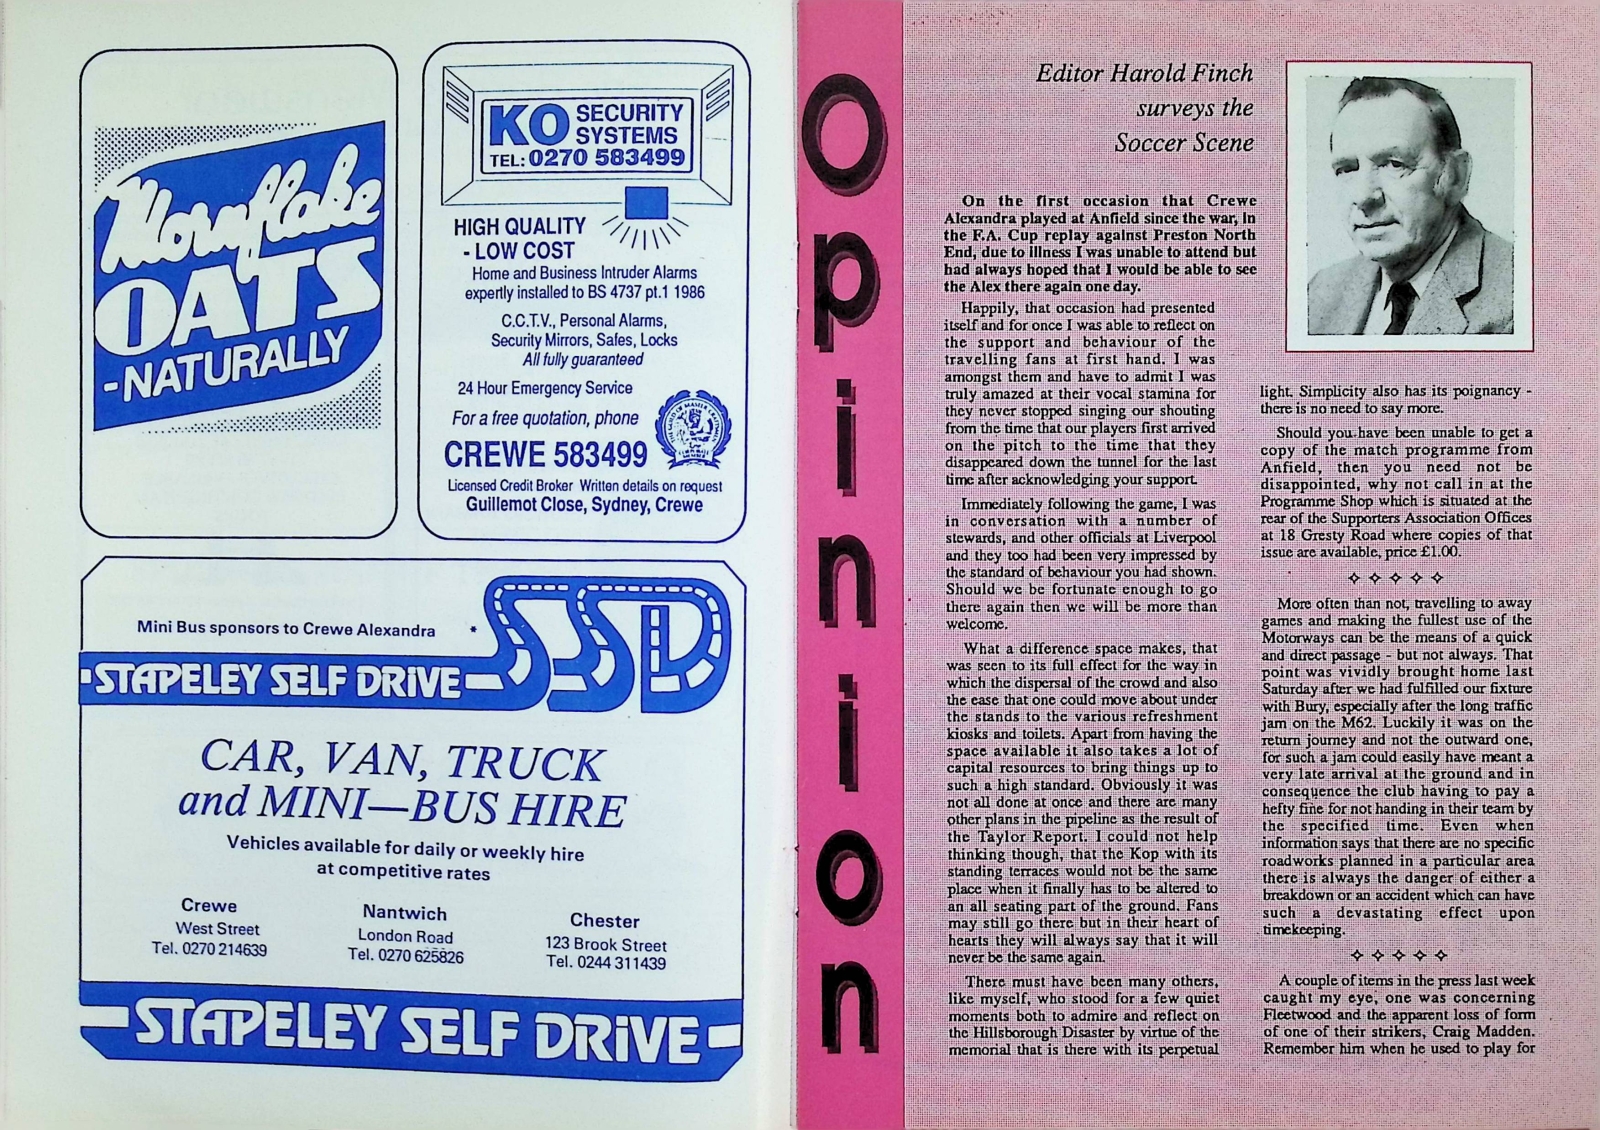 Mornflake
OATS
-NATURALLY
KO SECURITY
SYSTEMS
TEL: 0270 583499
HIGH QUALITY
- LOW COST
Home and Business Intruder Alarms
expertly installed to BS 4737 pt.1 1986
C.C.T.V., Personal Alarms,
Security Mirrors, Safes, Locks
All fully guaranteed
24 Hour Emergency Service
For a free quotation, phone
CREWE 583499
Licensed Credit Broker Written details on request
Guillemot Close, Sydney, Crewe
Mini Bus sponsors to Crewe Alexandra *
SSD
STAPELEY SELF DRIVE
CAR, VAN, TRUCK
and MINI—BUS HIRE
Vehicles available for daily or weekly hire
at competitive rates
Crewe
West Street
Tel. 0270 214639
Nantwich
London Road
Tel. 0270 625826
Chester
123 Brook Street
Tel. 0244 311439
STAPELEY SELF DRIVE
Opinion
Editor Harold Finch
surveys the
Soccer Scene
On the first occasion that Crewe
Alexandra played at Anfield since the war, in
the F.A. Cup replay against Preston North
End, due to illness I was unable to attend but
had always hoped that I would be able to see
the Alex there again one day.
Happily, that occasion had presented
itself and for once I was able to reflect on
the support and behaviour of the
travelling fans at first hand. I was
amongst them and have to admit I was
truly amazed at their vocal stamina for
they never stopped singing our shouting
from the time that our players first arrived
on the pitch to the time that they
disappeared down the tunnel for the last
time after acknowledging your support.
Immediately following the game, I was
in conversation with a number of
stewards, and other officials at Liverpool
and they too had been very impressed by
the standard of behaviour you had shown.
Should we be fortunate enough to go
there again then we will be more than
welcome.
What a difference space makes, that
was seen to its full effect for the way in
which the dispersal of the crowd and also
the ease that one could move about under
the stands to the various refreshment
kiosks and toilets. Apart from having the
space available it also takes a lot of
capital resources to bring things up to
such a high standard. Obviously it was
not all done at once and there are many
other plans in the pipeline as the result of
the Taylor Report. I could not help
thinking though, that the Kop with its
standing terraces would not be the same
place when it finally has to be altered to
an all seating part of the ground. Fans
may still go there but in their heart of
hearts they will always say that it will
never be the same again.
There must have been many others,
like myself, who stood for a few quiet
moments both to admire and reflect on
the Hillsborough Disaster by virtue of the
memorial that is there with its perpetual
light. Simplicity also has its poignancy -
there is no need to say more.
Should you have been unable to get a
copy of the match programme from
Anfield, then you need not be
disappointed, why not call in at the
Programme Shop which is situated at the
rear of the Supporters Association Offices
at 18 Gresty Road where copies of that
issue are available, price £1.00.
More often than not, travelling to away
games and making the fullest use of the
Motorways can be the means of a quick
and direct passage - but not always. That
point was vividly brought home last
Saturday after we had fulfilled our fixture
with Bury, especially after the long traffic
jam on the M62. Luckily it was on the
return journey and not the outward one,
for such a jam could easily have meant a
very late arrival at the ground and in
consequence the club having to pay a
hefty fine for not handing in their team by
the specified time. Even when
information says that there are no specific
roadworks planned in a particular area
there is always the danger of either a
breakdown or an accident which can have
such a devastating effect upon
timekeeping.
A couple of items in the press last week
caught my eye, one was concerning
Fleetwood and the apparent loss of form
of one of their strikers, Craig Madden.
Remember him when he used to play for